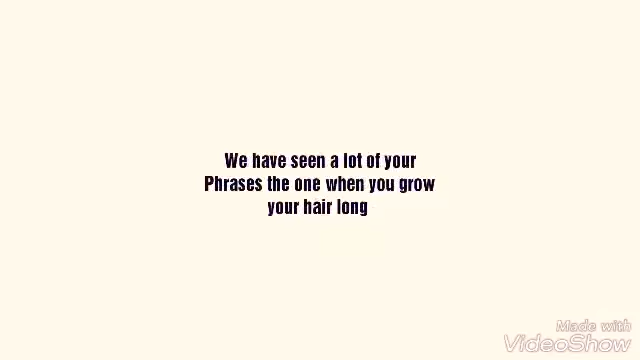 We have seen a lot of your
Phrases the one when you grow
your hair long
Made with
VideoShow